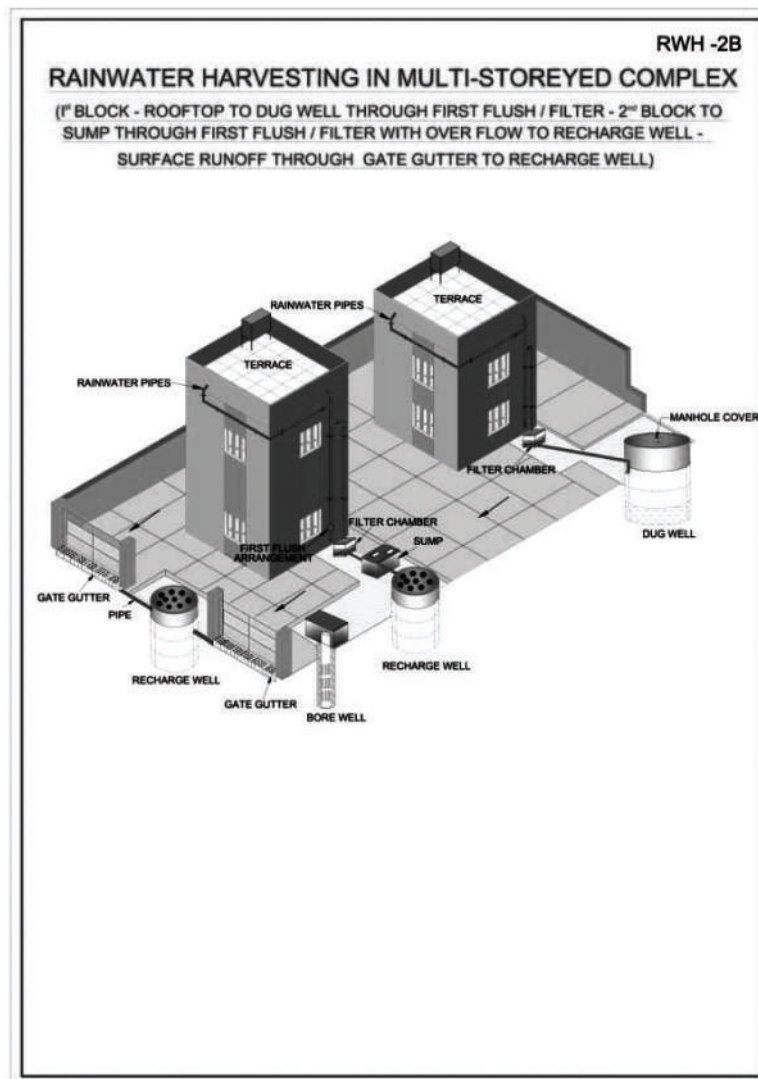 RWH -2B
RAINWATER HARVESTING IN MULTI-STOREYED COMPLEX
(Iˢᵗ BLOCK - ROOFTOP TO DUG WELL THROUGH FIRST FLUSH / FILTER - 2ⁿᵈ BLOCK TO
SUMP THROUGH FIRST FLUSH / FILTER WITH OVER FLOW TO RECHARGE WELL -
SURFACE RUNOFF THROUGH GATE GUTTER TO RECHARGE WELL)
RAINWATER PIPES
TERRACE
TERRACE
RAINWATER PIPES
MANHOLE COVER
FILTER CHAMBER
DUG WELL
FILTER CHAMBER
SUMP
FIRST FLUSH
ARRANGEMENT
GATE GUTTER
PIPE
RECHARGE WELL
RECHARGE WELL
GATE GUTTER
BORE WELL